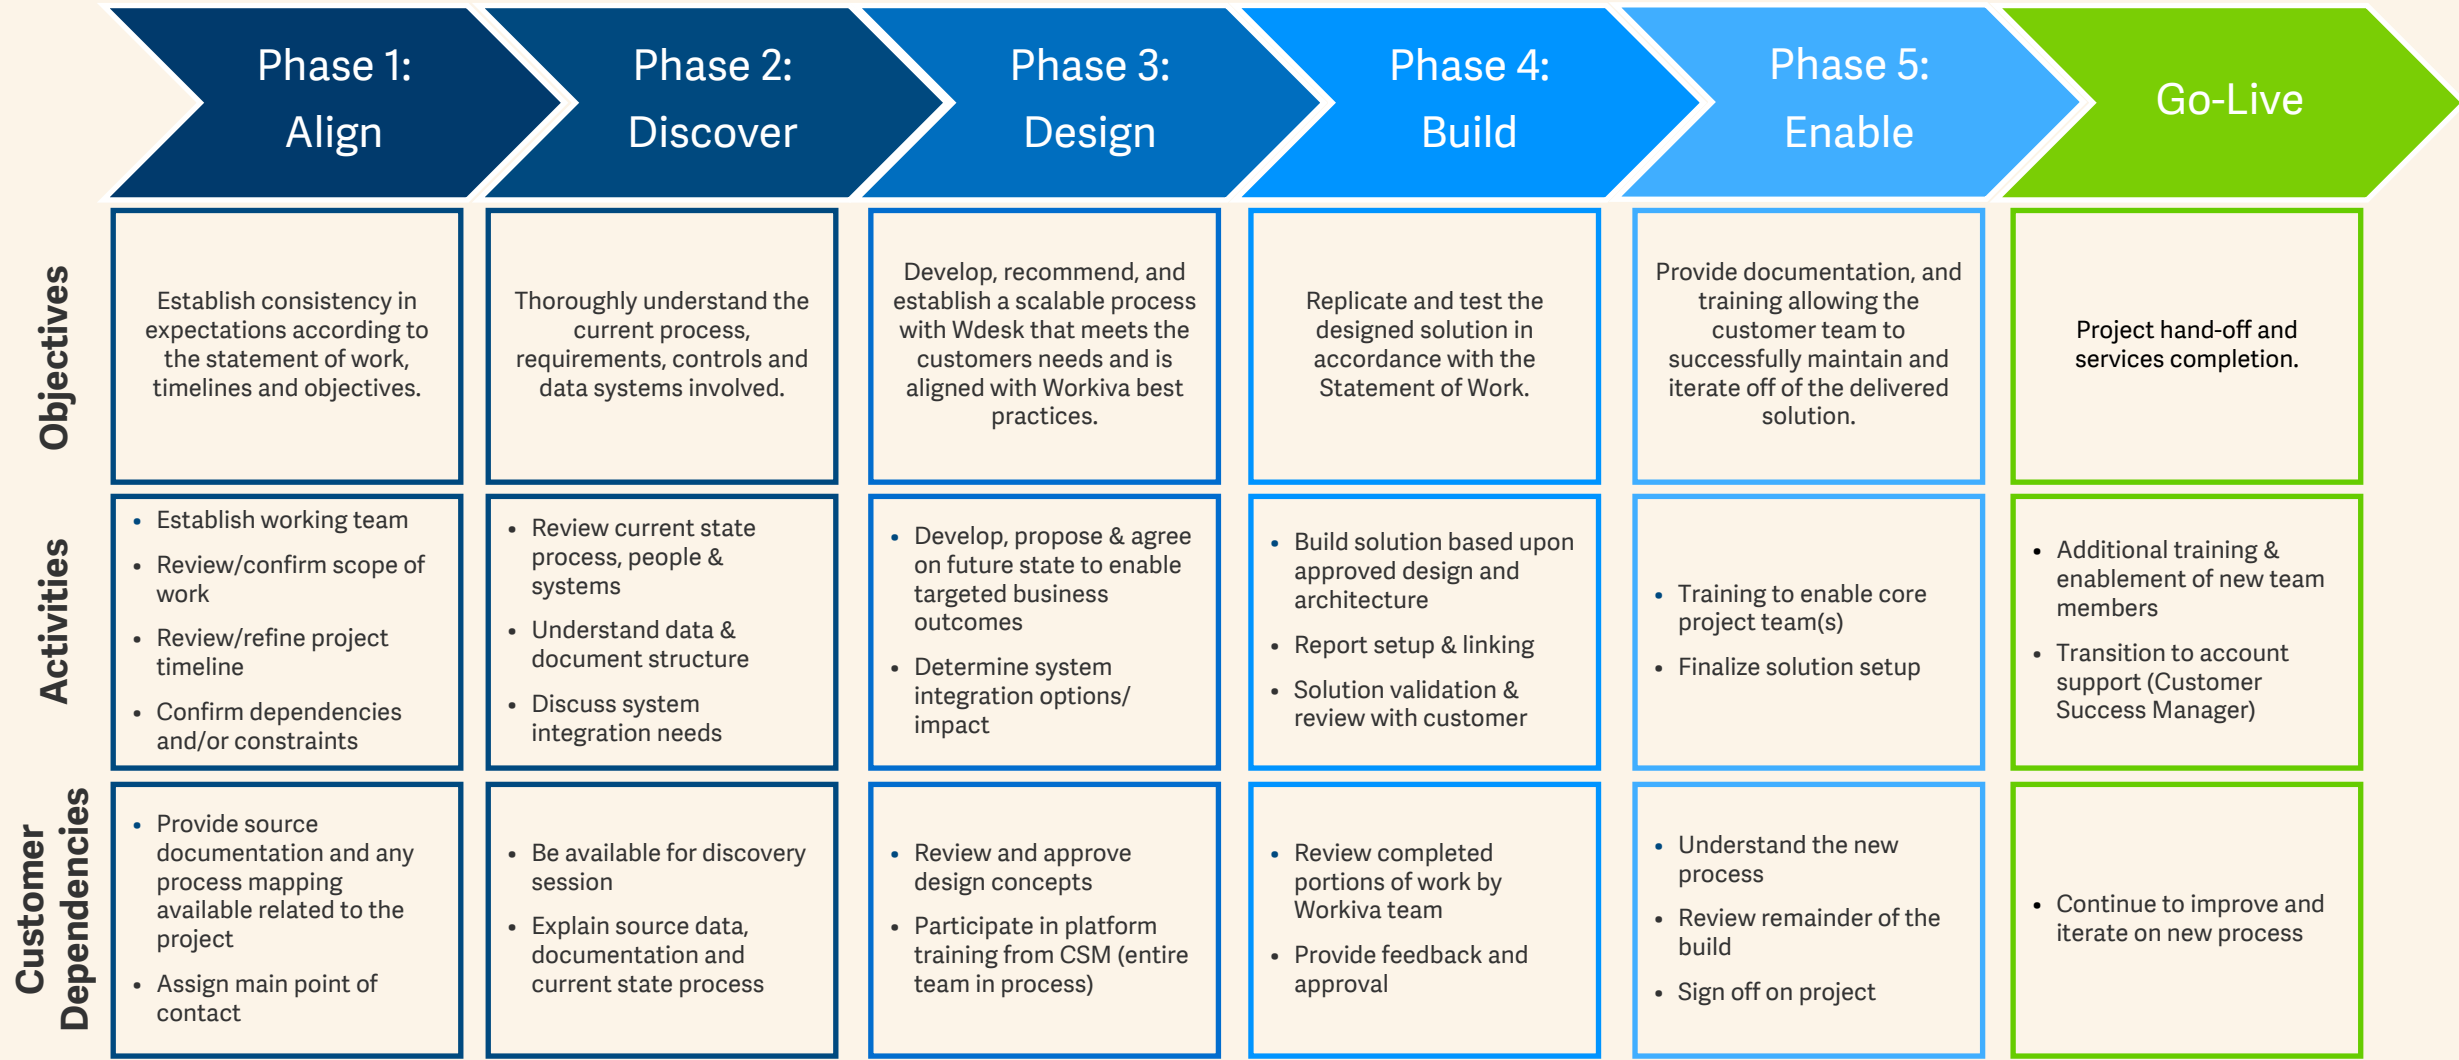 Phase 1:
Align
Phase 2:
Discover
Phase 3:
Design
Phase 4:
Build
Phase 5:
Enable
Go-Live
Objectives
Establish consistency in
expectations according to
the statement of work,
timelines and objectives.
Thoroughly understand the
current process,
requirements, controls and
data systems involved.
Develop, recommend, and
establish a scalable process
with Wdesk that meets the
customers needs and is
aligned with Workiva best
practices.
Replicate and test the
designed solution in
accordance with the
Statement of Work.
Provide documentation, and
training allowing the
customer team to
successfully maintain and
iterate off of the delivered
solution.
Project hand-off and
services completion.
Activities
• Establish working team
• Review/confirm scope of
work
• Review/refine project
timeline
• Confirm dependencies
and/or constraints
• Review current state
process, people &
systems
• Understand data &
document structure
• Discuss system
integration needs
• Develop, propose & agree
on future state to enable
targeted business
outcomes
• Determine system
integration options/
impact
• Build solution based upon
approved design and
architecture
• Report setup & linking
• Solution validation &
review with customer
• Training to enable core
project team(s)
• Finalize solution setup
• Additional training &
enablement of new team
members
• Transition to account
support (Customer
Success Manager)
Customer
Dependencies
• Provide source
documentation and any
process mapping
available related to the
project
• Assign main point of
contact
• Be available for discovery
session
• Explain source data,
documentation and
current state process
• Review and approve
design concepts
• Participate in platform
training from CSM (entire
team in process)
• Review completed
portions of work by
Workiva team
• Provide feedback and
approval
• Understand the new
process
• Review remainder of the
build
• Sign off on project
• Continue to improve and
iterate on new process